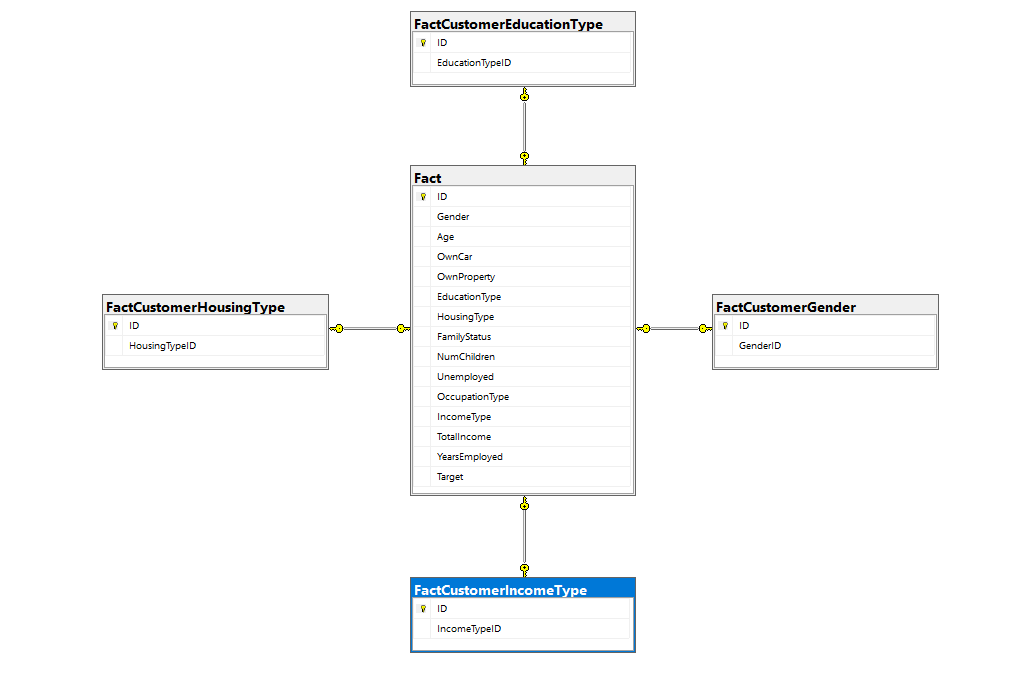 FactCustomerEducationType
ID
EducationTypeID
Fact
ID
Gender
Age
OwnCar
OwnProperty
EducationType
HousingType
FamilyStatus
NumChildren
Unemployed
OccupationType
IncomeType
TotalIncome
YearsEmployed
Target
FactCustomerHousingType
ID
HousingTypeID
FactCustomerGender
ID
GenderID
FactCustomerIncomeType
ID
IncomeTypeID